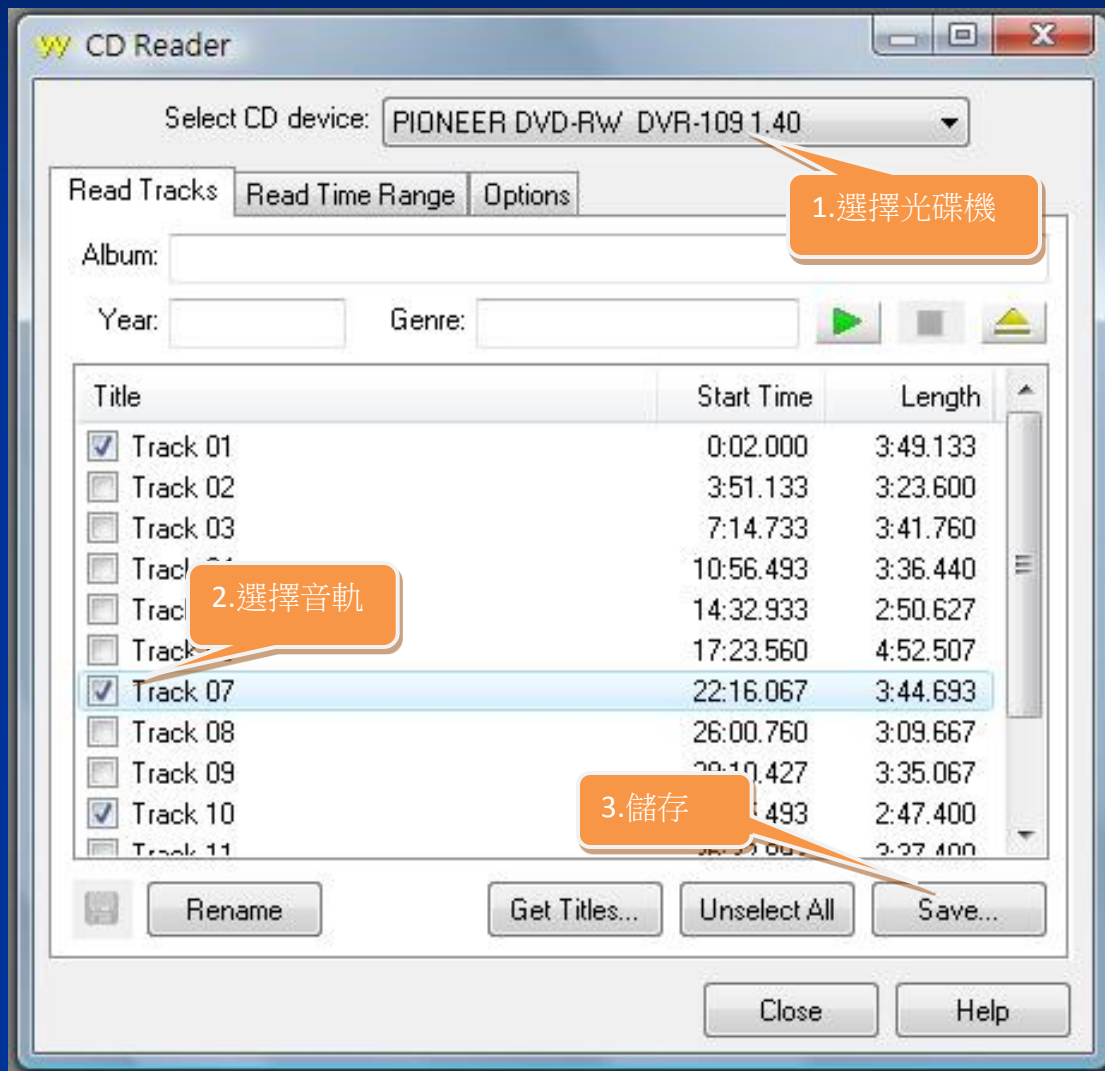 CD Reader
Select CD device: PIONEER DVD-RW DVR-109 1.40
1.選擇光碟機
Read Tracks Read Time Range Options
Album:
Year: Genre:
Title Start Time Length
Track 01 0:02.000 3:49.133
Track 02 3:51.133 3:23.600
Track 03 7:14.733 3:41.760
10:56.493 3:36.440
2.選擇音軌
14:32.933 2:50.627
Track 17:23.560 4:52.507
Track 07 22:16.067 3:44.693
Track 08 26:00.760 3:09.667
Track 09 3:35.067
3.儲存
Track 10 2:47.400
Track 11
Rename Get Titles... Unselect All Save...
Close Help